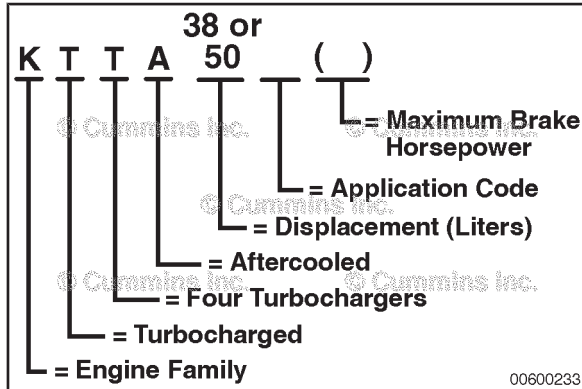 38 or
K T T A 50 ( )
© Cummins Inc. © Cummins Inc.
= Maximum Brake
Horsepower
= Application Code
© Cummins Inc.
= Displacement (Liters)
= Aftercooled
© Cummins Inc. © Cummins Inc.
= Four Turbochargers
= Turbocharged
= Engine Family
00600233